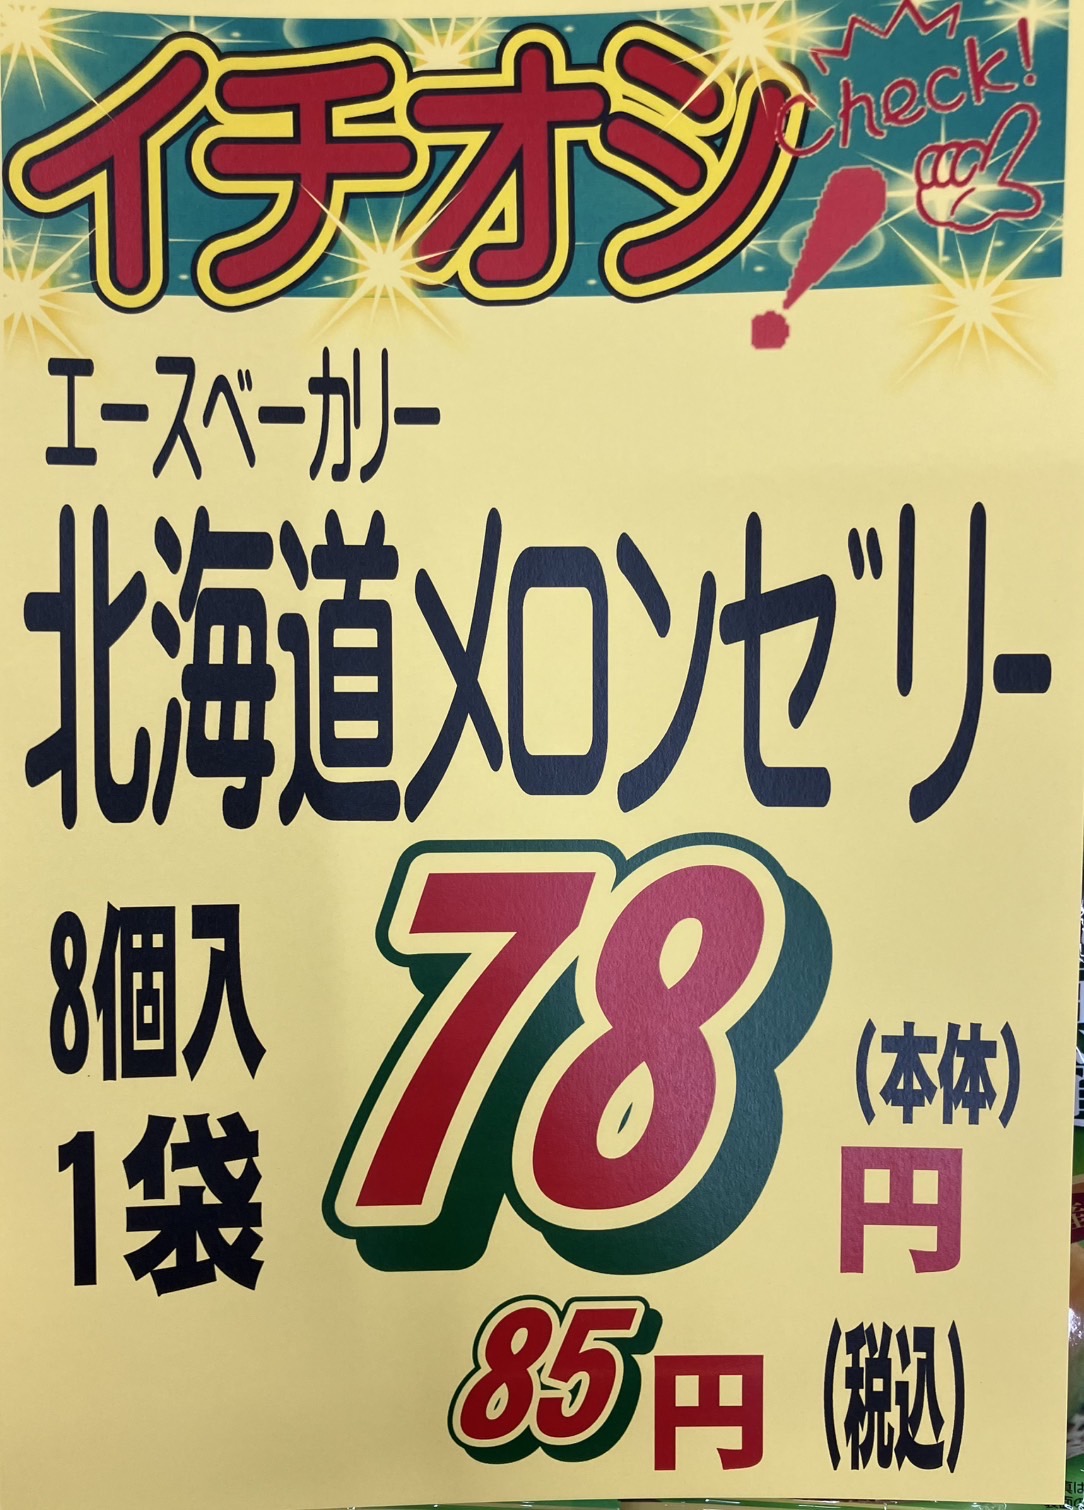 イチオシ!
Check!
エースベーカリー
北海道メロンゼリー
8個入
1袋
78
(本体)
円
85円
(税込)